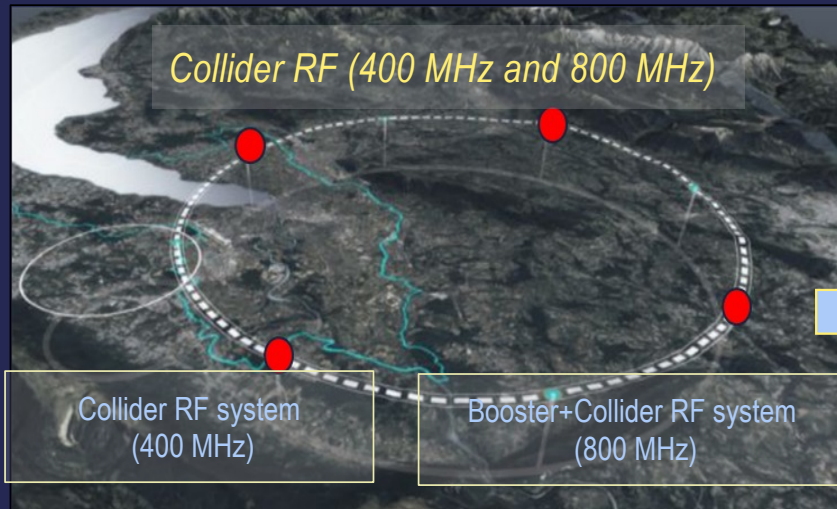 Collider RF (400 MHz and 800 MHz)
Collider RF system
(400 MHz)
Booster+Collider RF system
(800 MHz)